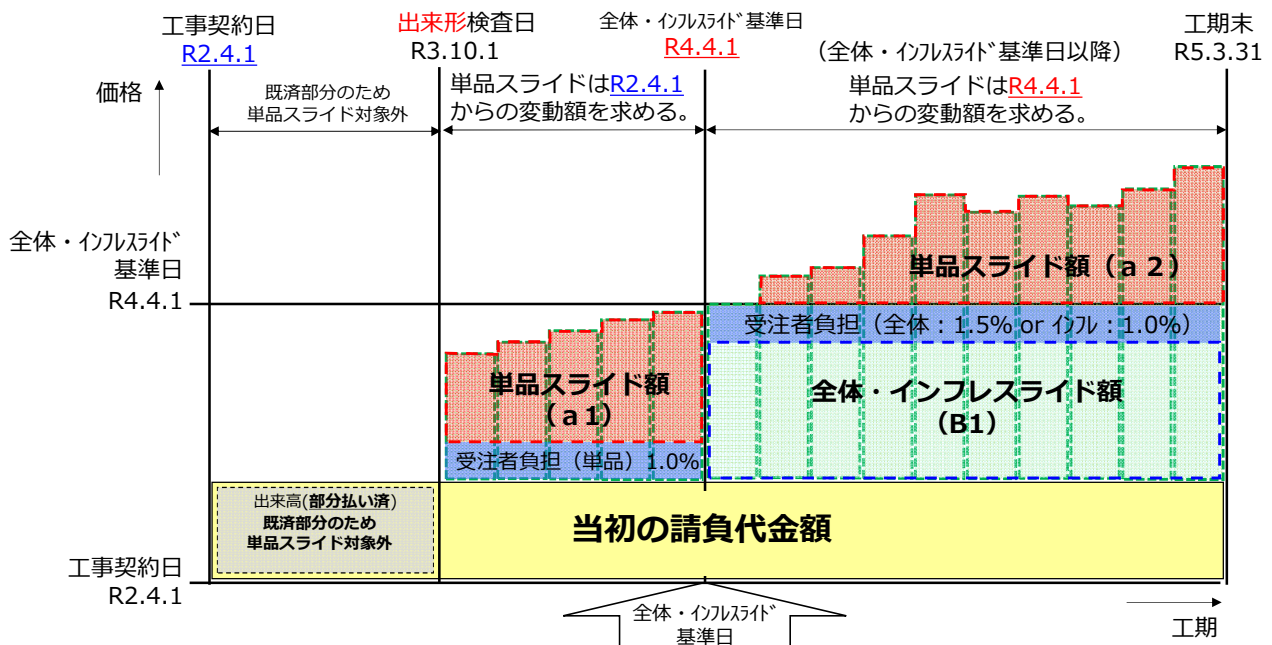 工事契約日
R2.4.1
出来形検査日
R3.10.1
全体・ｲﾝﾌﾚｽﾗｲﾄﾞ基準日
R4.4.1
工期末
R5.3.31
(全体・ｲﾝﾌﾚｽﾗｲﾄﾞ基準日以降)
価格
既済部分のため
単品スライド対象外
単品スライドはR2.4.1
からの変動額を求める。
単品スライドはR4.4.1
からの変動額を求める。
全体・ｲﾝﾌﾚｽﾗｲﾄﾞ
基準日
R4.4.1
単品スライド額（a 2）
受注者負担（全体：1.5% or ｲﾝﾌﾚ：1.0%）
単品スライド額
（a 1）
全体・インフレスライド額
（B1）
受注者負担（単品）1.0%
出来高(部分払い済)
既済部分のため
単品スライド対象外
当初の請負代金額
工事契約日
R2.4.1
全体・ｲﾝﾌﾚｽﾗｲﾄﾞ
基準日
工期